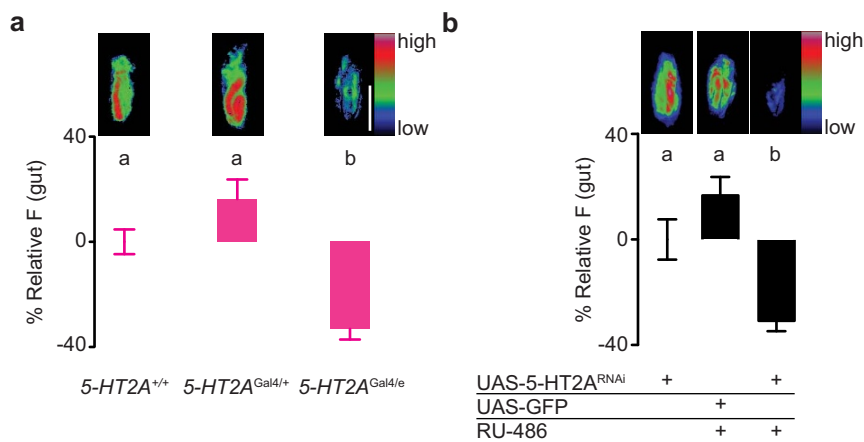 a
high
low
40
a
a
b
% Relative F (gut)
0
-40
5-HT2A+/+
5-HT2AGal4/+
5-HT2AGal4/e
b
high
low
40
a
a
b
% Relative F (gut)
0
-40
UAS-5-HT2ARNAi + +
UAS-GFP +
RU-486 + +